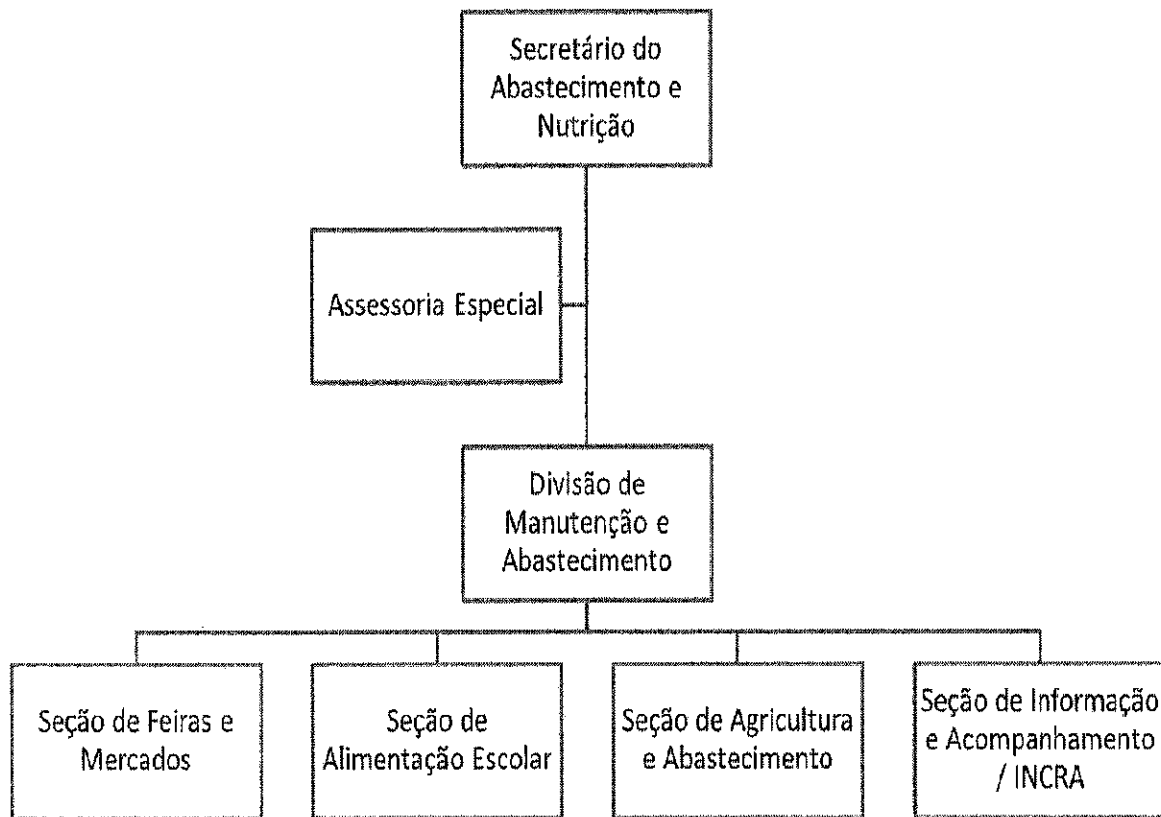 Secretário do
Abastecimento e
Nutrição
Assessoria Especial
Divisão de
Manutenção e
Abastecimento
Seção de Feiras e
Mercados
Seção de
Alimentação Escolar
Seção de Agricultura
e Abastecimento
Seção de Informação
e Acompanhamento
/ INCRA